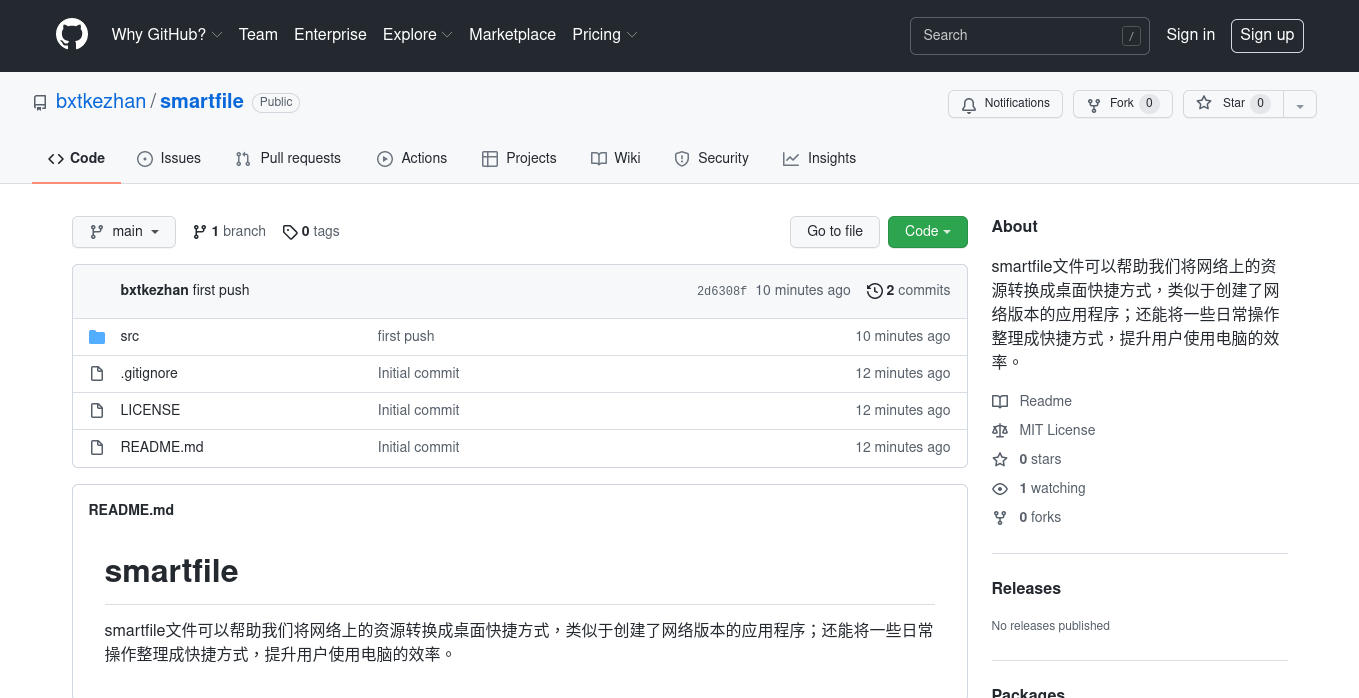 Why GitHub? Team Enterprise Explore Marketplace Pricing Search / Sign in Sign up
bxtkezhan / smartfile Public Notifications Fork 0 Star 0
Code Issues Pull requests Actions Projects Wiki Security Insights
main 1 branch 0 tags Go to file Code
bxtkezhan first push 2d6308f 10 minutes ago 2 commits
src first push 10 minutes ago
.gitignore Initial commit 12 minutes ago
LICENSE Initial commit 12 minutes ago
README.md Initial commit 12 minutes ago
README.md
smartfile
smartfile文件可以帮助我们将网络上的资源转换成桌面快捷方式，类似于创建了网络版本的应用程序；还能将一些日常
操作整理成快捷方式，提升用户使用电脑的效率。
About
smartfile文件可以帮助我们将网络上的资
源转换成桌面快捷方式，类似于创建了网
络版本的应用程序；还能将一些日常操作
整理成快捷方式，提升用户使用电脑的效
率。
Readme
MIT License
0 stars
1 watching
0 forks
Releases
No releases published
Packages